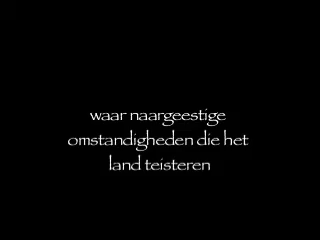 waar naargeestige
omstandigheden die het
land teisteren